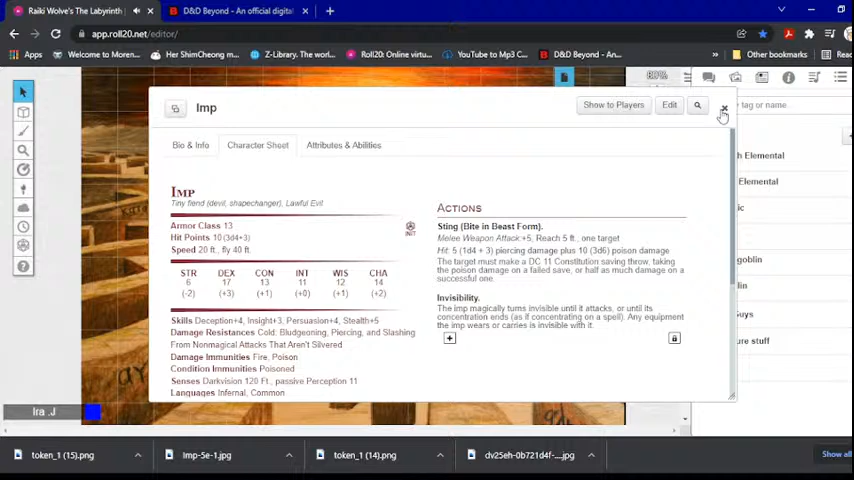 Raiki Wolve's The Labyrinth
D&D Beyond - An official digital
app.roll20.net/editor/
Apps
Welcome to Moren...
Her ShimCheong m...
Z-Library. The worl...
Roll20: Online virtu...
YouTube to Mp3 C...
D&D Beyond - An...
»
Other bookmarks
80%
Imp
Show to Players
Edit
tag or name
Bio & Info
Character Sheet
Attributes & Abilities
h Elemental
Elemental
ic
goblin
lin
Guys
ure stuff
IMP
Tiny fiend (devil, shapechanger), Lawful Evil
Armor Class 13
Hit Points 10 (3d4+3)
Speed 20 ft., fly 40 ft.
INIT
STR DEX CON INT WIS CHA
6 17 13 11 12 14
(-2) (+3) (+1) (+0) (+1) (+2)
Skills Deception+4, Insight+3, Persuasion+4, Stealth+5
Damage Resistances Cold; Bludgeoning, Piercing, and Slashing
From Nonmagical Attacks That Aren't Silvered
Damage Immunities Fire, Poison
Condition Immunities Poisoned
Senses Darkvision 120 Ft., passive Perception 11
Languages Infernal, Common
ACTIONS
Sting (Bite in Beast Form).
Melee Weapon Attack:+5, Reach 5 ft., one target
Hit: 5 (1d4 + 3) piercing damage plus 10 (3d6) poison damage
The target must make a DC 11 Constitution saving throw, taking
the poison damage on a failed save, or half as much damage on a
successful one.
Invisibility.
The imp magically turns invisible until it attacks, or until its
concentration ends (as if concentrating on a spell). Any equipment
the imp wears or carries is invisible with it.
Ira .J
token_1 (15).png
Imp-5e-1.jpg
token_1 (14).png
dv25eh-0b721d4f-....jpg
Show all